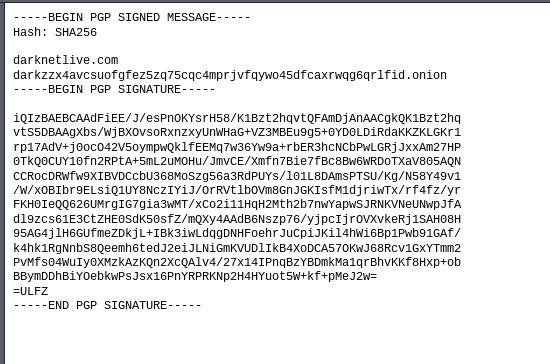 -----BEGIN PGP SIGNED MESSAGE-----
Hash: SHA256

darknetlive.com
darkzzx4avcsuofgfez5zq75cqc4mprjvfqywo45dfcaxrwqg6qrlfid.onion
-----BEGIN PGP SIGNATURE-----

iQIzBAEBCAAdFiEE/J/esPnOKYsrH58/K1Bzt2hqvtQFAmDjAnAACgkQK1Bzt2hq
vtS5DBAAgXbs/WjBXOvsoRxnzxyUnWHaG+VZ3MBEu9g5+0YD0LDiRdaKKZKLGKr1
rp17AdV+j0ocO42V5oympwQklfEEMq7w36Yw9a+rbER3hcNCbPwLGRjJxxAm27HP
0TkQ0CUY10fn2RPtA+5mL2uMOHu/JmvCE/Xmfn7Bie7fBc8Bw6WRDoTXaV805AQN
CCRocDRWfw9XIBVDCcbU368MoSzg56a3RdPUYs/l01L8DAmsPTSU/Kg/N58Y49v1
/W/xOBIbr9ELsiQ1UY8NczIYiJ/OrRVtlbOVm8GnJGKIsfM1djriwTx/rf4fz/yr
FKH0IeQQ626UMrgIG7gia3wMT/xCo2i11HqH2Mth2b7nwYapwSJRNKVNeUNwpJfA
dl9zcs61E3CtZHE0SdK50sfZ/mQXy4AAdB6Nszp76/yjpcIjrOVXvkeRj1SAH08H
95AG4jlH6GUfmeZDkjL+IBk3iwLdqgDNHFoehrJuCpiJKil4hWi6Bp1Pwb91GAf/
k4hk1RgNnbS8Qeemh6tedJ2eiJLNiGmKVUDlIkB4XoDCA57OKwJ68Rcv1GxYTmm2
PvMfs04WuIy0XMzkAzKQn2XcQAlv4/27x14IPnqBzYBDmkMa1qrBhvKKf8Hxp+ob
BBymDDhBiYOebkwPsJsx16PnYRPRKNp2H4HYuot5W+kf+pMeJ2w=
=ULFZ
-----END PGP SIGNATURE-----